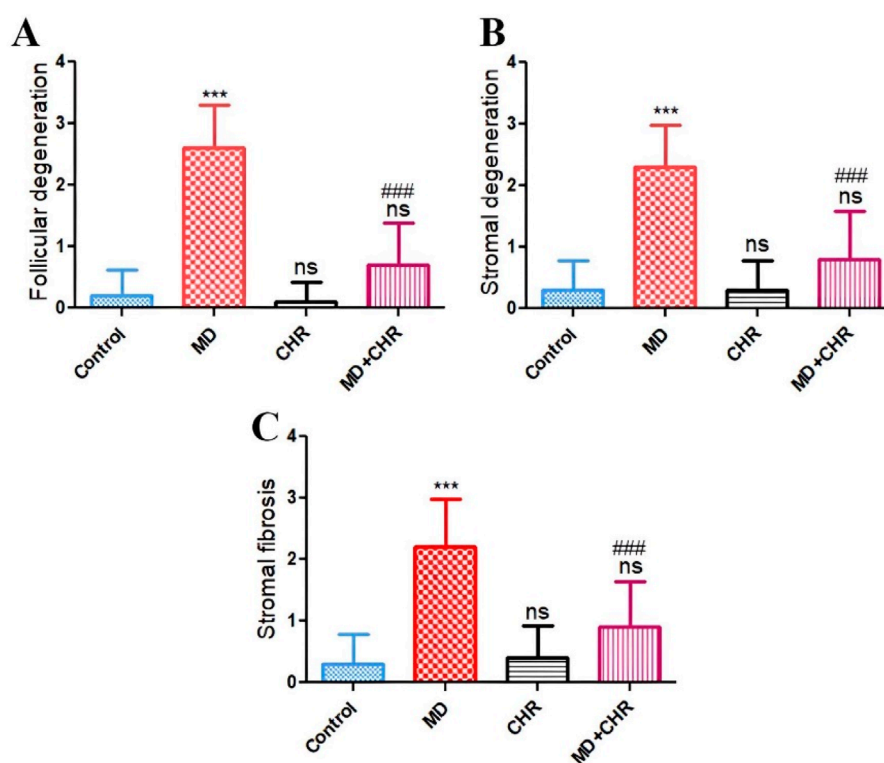 A
Follicular degeneration
4
3
2
1
0
***
ns
###
ns
Control
MD
CHR
MD+CHR
B
Stromal degeneration
4
3
2
1
0
***
ns
###
ns
Control
MD
CHR
MD+CHR
C
Stromal fibrosis
4
3
2
1
0
***
ns
###
ns
Control
MD
CHR
MD+CHR